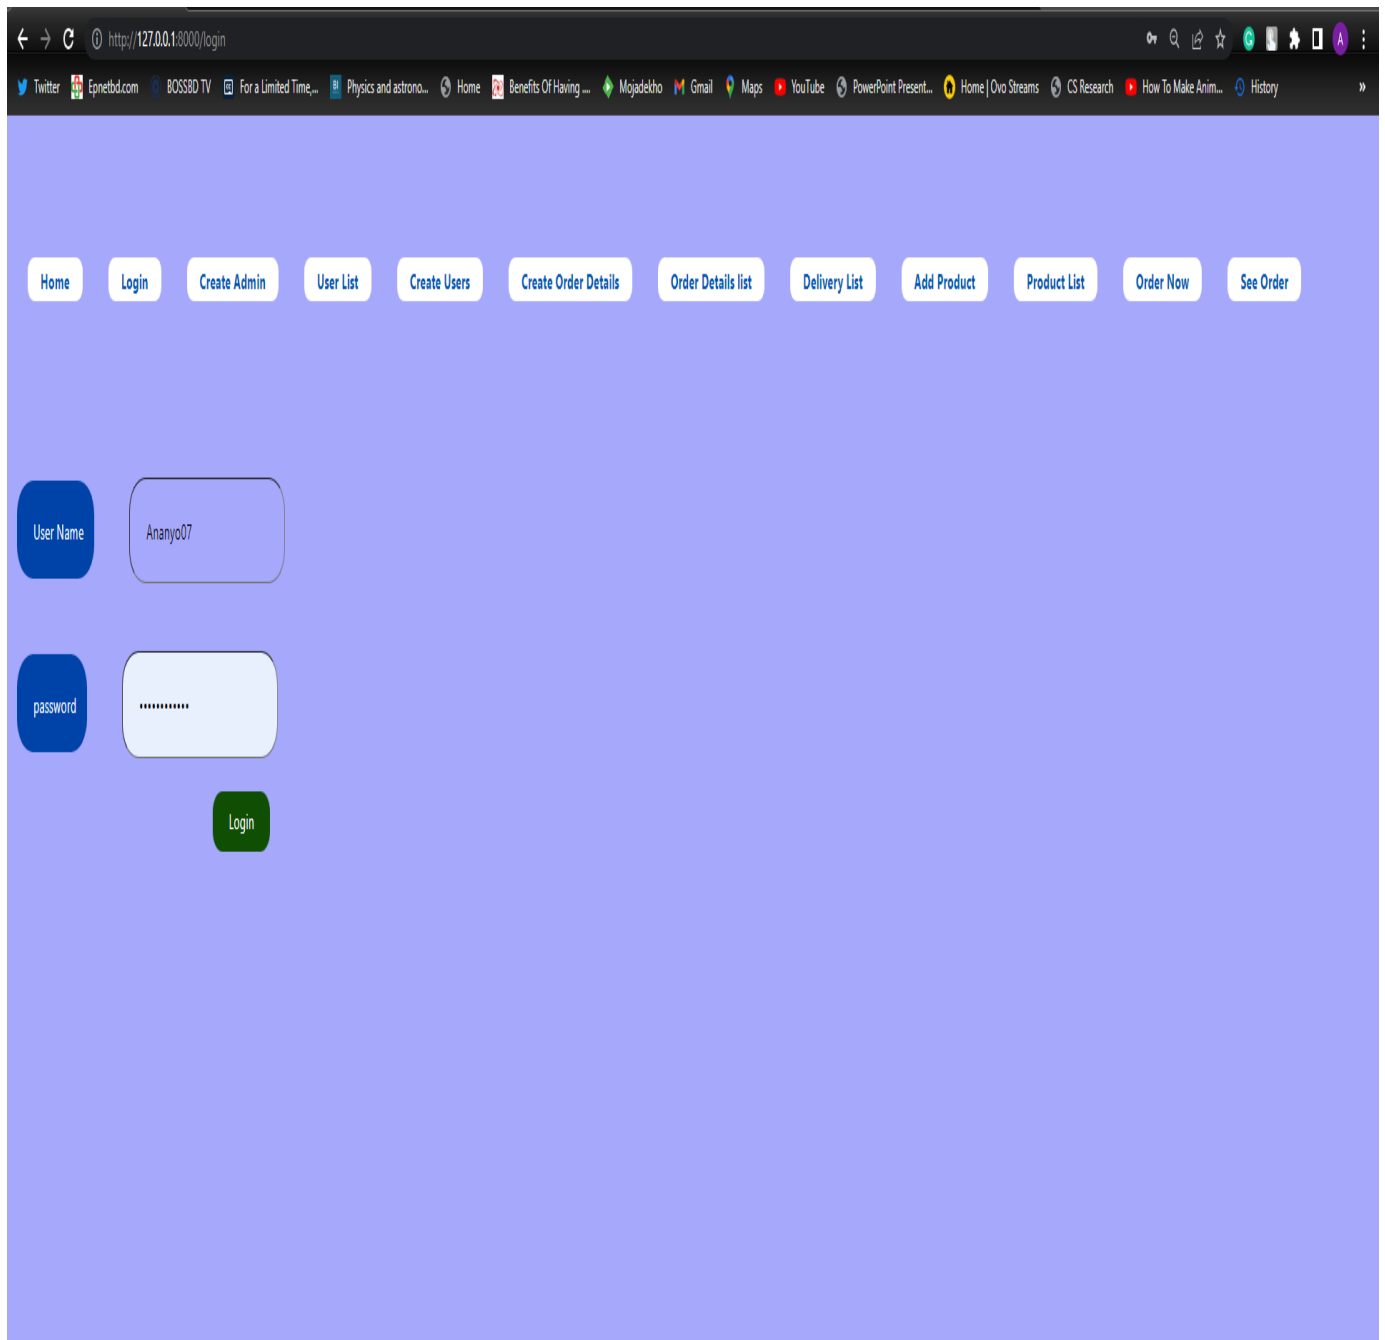 http://127.0.0.1:8000/login
A
Twitter Epnetbd.com BOSSBD TV For a Limited Time,... Physics and astrono... Home Benefits Of Having .... Mojadekho Gmail Maps YouTube PowerPoint Present... Home | Ovo Streams CS Research How To Make Anim... History »
Home Login Create Admin User List Create Users Create Order Details Order Details list Delivery List Add Product Product List Order Now See Order
User Name Ananyo07
password ••••••••••••
Login